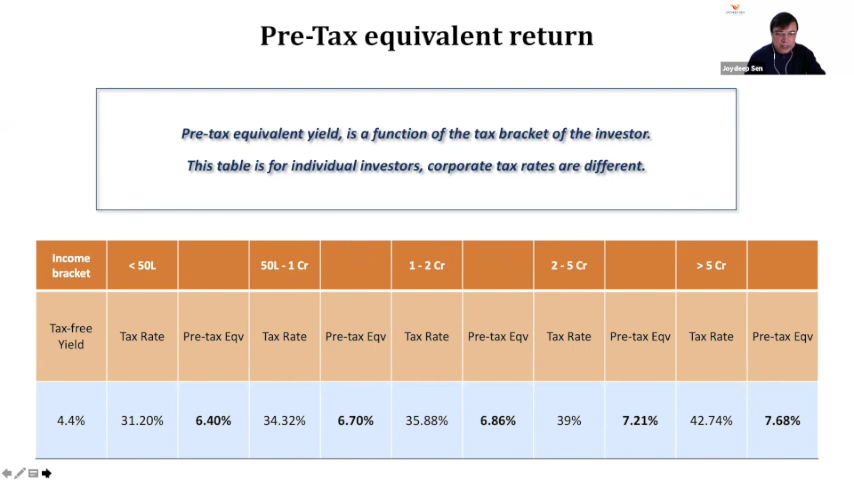 Pre-Tax equivalent return
Joydeep Sen
Pre-tax equivalent yield, is a function of the tax bracket of the investor.
This table is for individual investors, corporate tax rates are different.
Income bracket < 50L 50L - 1 Cr 1 - 2 Cr 2 - 5 Cr > 5 Cr
Tax-free Yield Tax Rate Pre-tax Eqv Tax Rate Pre-tax Eqv Tax Rate Pre-tax Eqv Tax Rate Pre-tax Eqv Tax Rate Pre-tax Eqv
4.4% 31.20% 6.40% 34.32% 6.70% 35.88% 6.86% 39% 7.21% 42.74% 7.68%